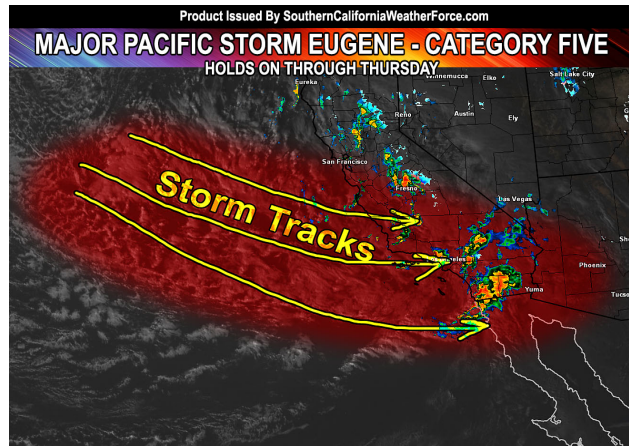 Product Issued By SouthernCaliforniaWeatherForce.com
MAJOR PACIFIC STORM EUGENE - CATEGORY FIVE
HOLDS ON THROUGH THURSDAY
Elko
Salt Lake City
Eureka
Reno
Austin
Ely
San Francisco
Fresno
Storm Tracks
Las Vegas
Phoenix
Yuma